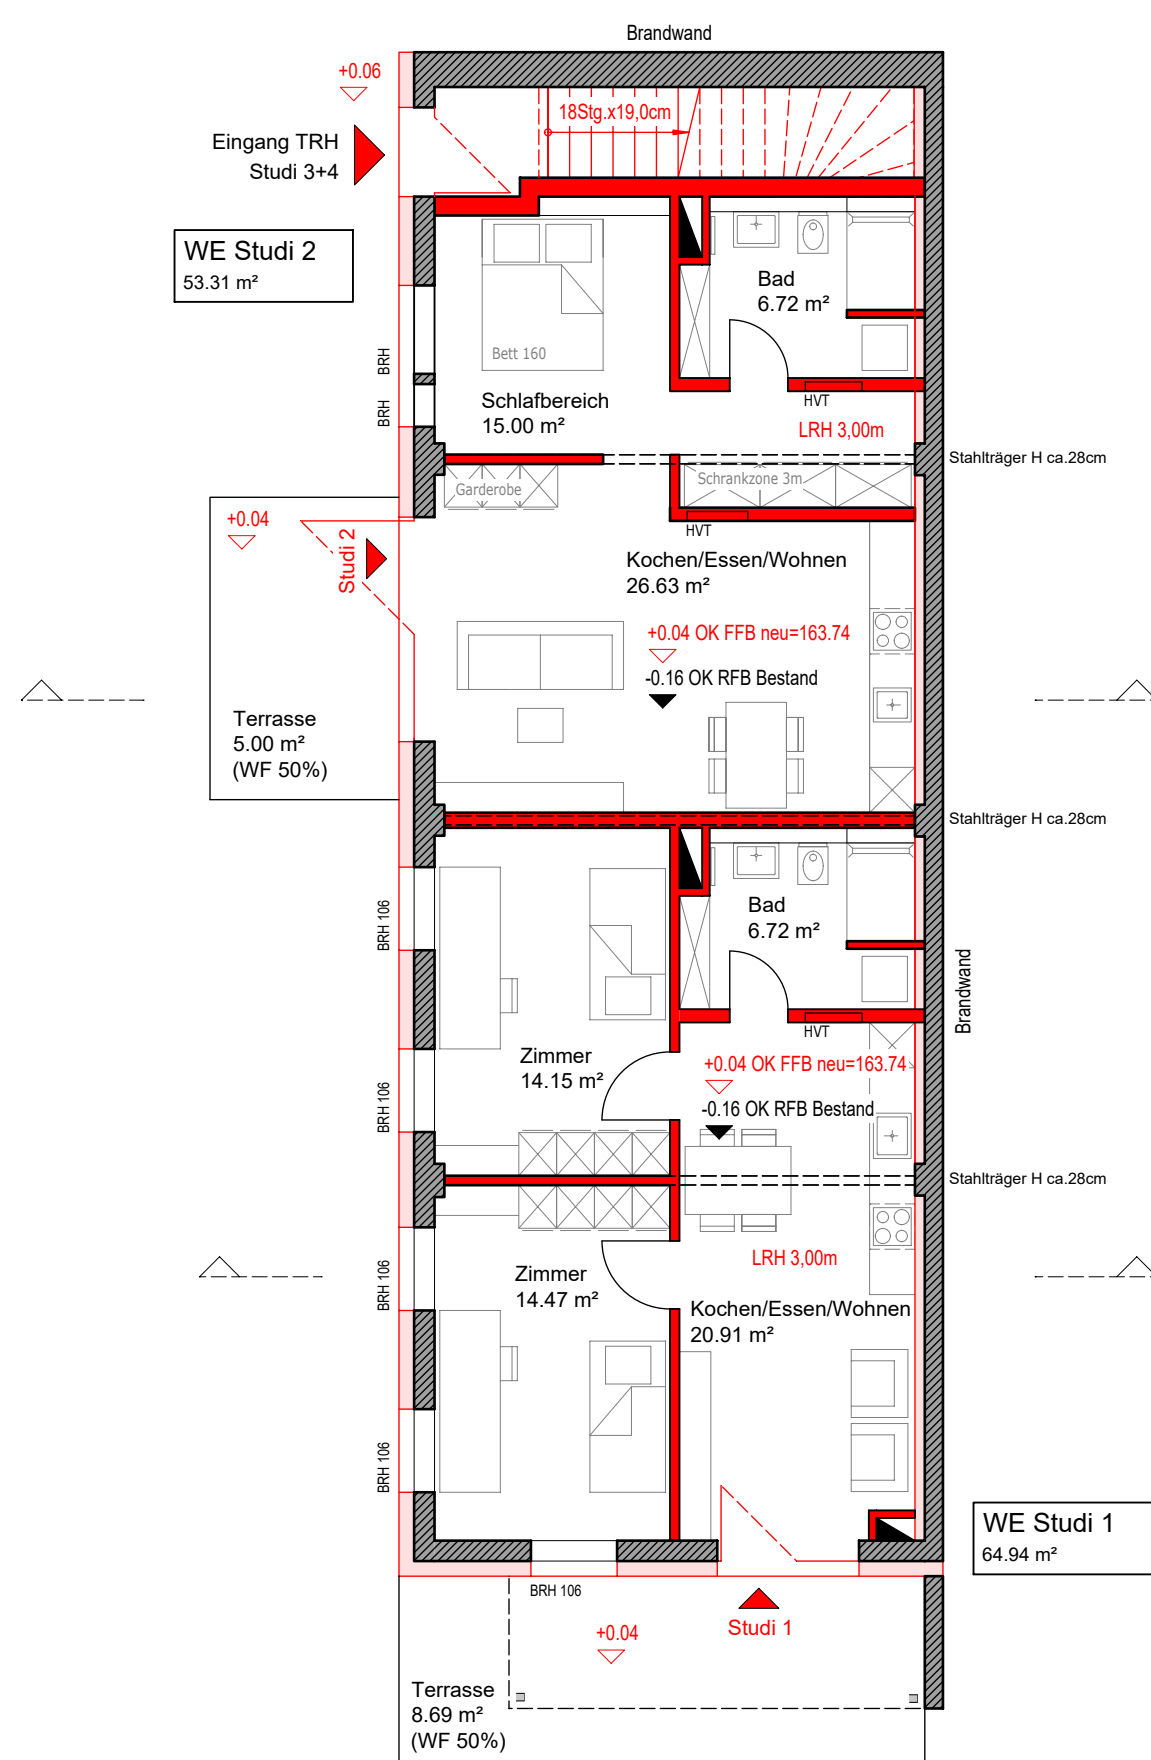 Brandwand
+0.06
18Stg.x19,0cm
Eingang TRH
Studi 3+4
WE Studi 2
53.31 m²
Bad
6.72 m²
BRH
Bett 160
BRH
Schlafbereich
15.00 m²
HVT
LRH 3,00m
Stahlträger H ca.28cm
Garderobe
Schrankzone 3m
+0.04
Studi 2
HVT
Kochen/Essen/Wohnen
26.63 m²
+0.04 OK FFB neu=163.74
-0.16 OK RFB Bestand
Terrasse
5.00 m²
(WF 50%)
Stahlträger H ca.28cm
BRH 106
Bad
6.72 m²
Brandwand
HVT
Zimmer
14.15 m²
+0.04 OK FFB neu=163.74
-0.16 OK RFB Bestand
BRH 106
Stahlträger H ca.28cm
BRH 106
LRH 3,00m
Zimmer
14.47 m²
Kochen/Essen/Wohnen
20.91 m²
BRH 106
WE Studi 1
64.94 m²
BRH 106
Studi 1
+0.04
Terrasse
8.69 m²
(WF 50%)